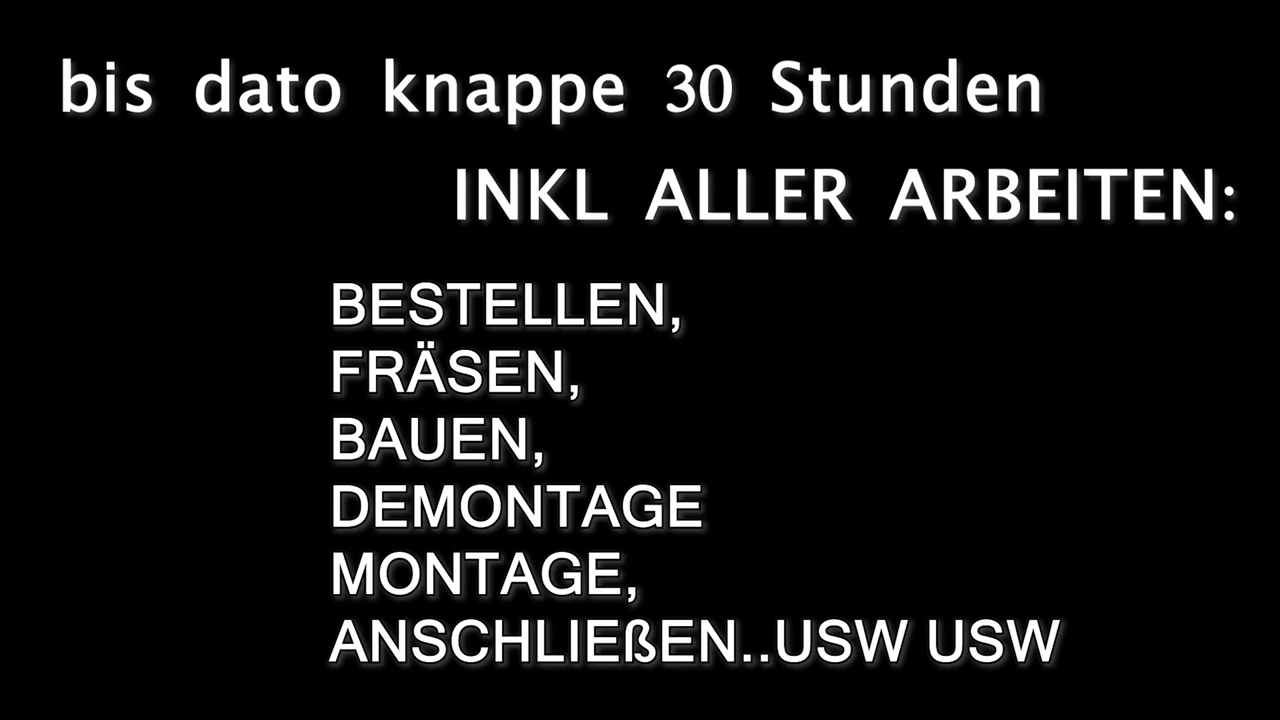 bis dato knappe 30 Stunden
INKL ALLER ARBEITEN:
BESTELLEN,
FRÄSEN,
BAUEN,
DEMONTAGE
MONTAGE,
ANSCHLIEßEN..USW USW